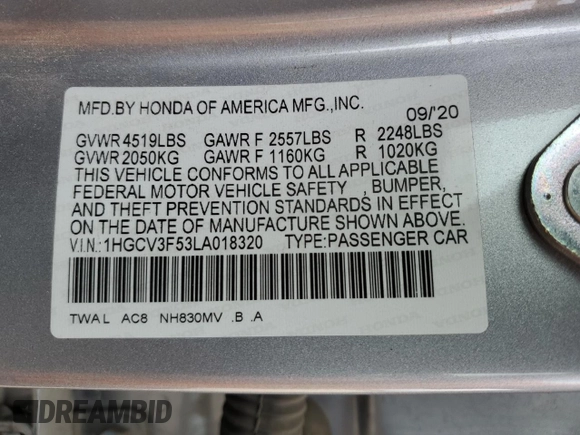 MFD.BY HONDA OF AMERICA MFG.,INC. 09/'20
GVWR 4519LBS GAWR F 2557LBS R 2248LBS
GVWR 2050KG GAWR F 1160KG R 1020KG
THIS VEHICLE CONFORMS TO ALL APPLICABLE
FEDERAL MOTOR VEHICLE SAFETY , BUMPER,
AND THEFT PREVENTION STANDARDS IN EFFECT
ON THE DATE OF MANUFACTURE SHOWN ABOVE.
V.I.N.:1HGCV3F53LA018320 TYPE:PASSENGER CAR
TWA L AC8 NH830MV .B .A
DREAMBID